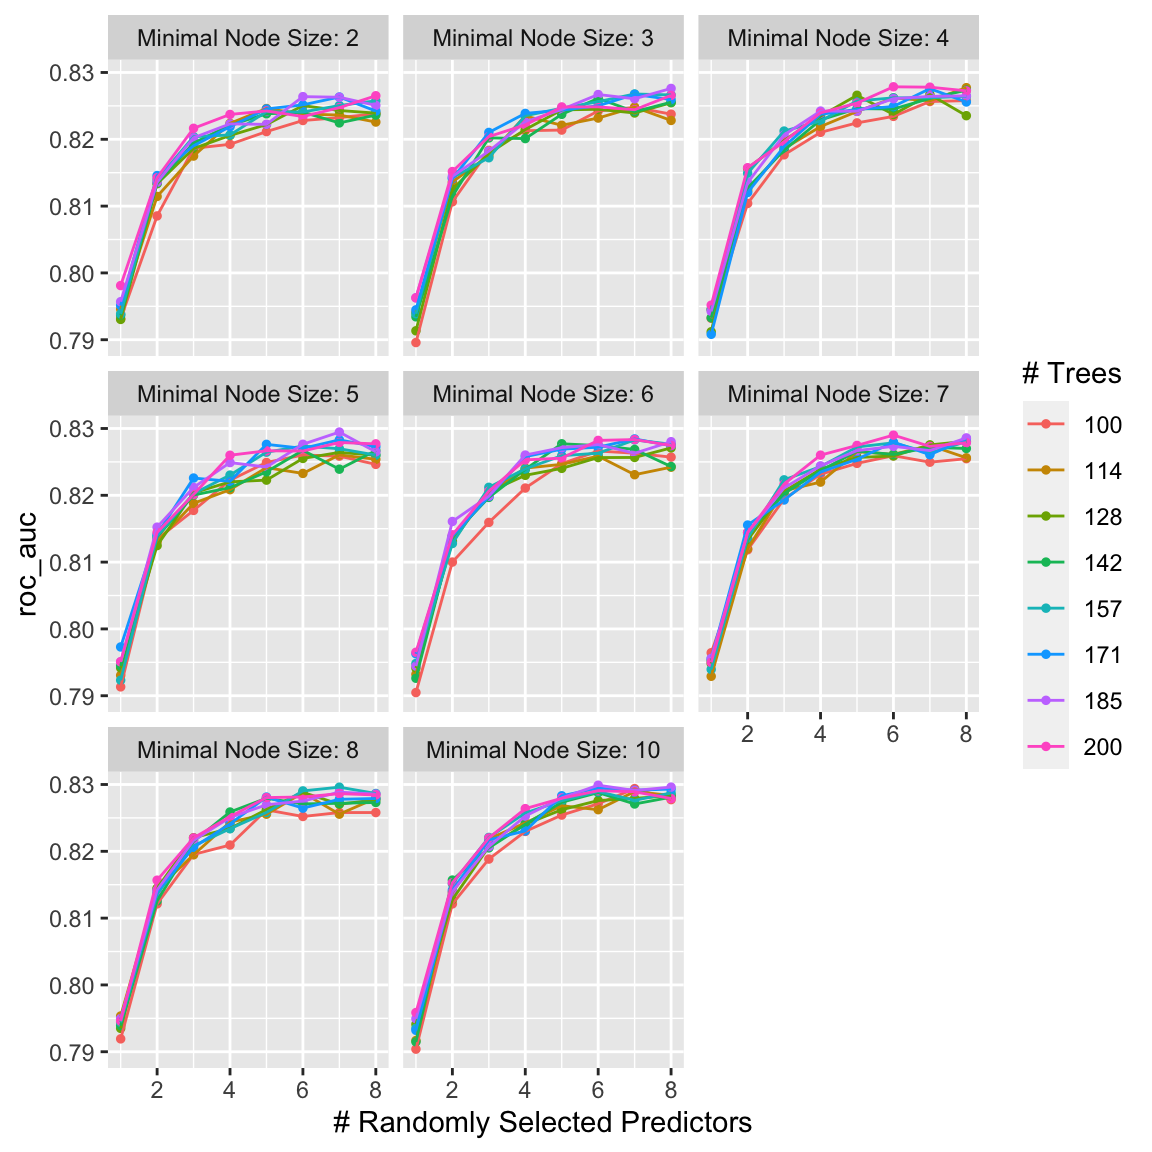 Minimal Node Size: 2
Minimal Node Size: 3
Minimal Node Size: 4
0.83
0.82
0.81
0.80
0.79
Minimal Node Size: 5
Minimal Node Size: 6
Minimal Node Size: 7
0.83
0.82
0.81
0.80
0.79
2 4 6 8
Minimal Node Size: 8
Minimal Node Size: 10
0.83
0.82
0.81
0.80
0.79
2 4 6 8
2 4 6 8
# Randomly Selected Predictors
roc_auc
# Trees
100
114
128
142
157
171
185
200